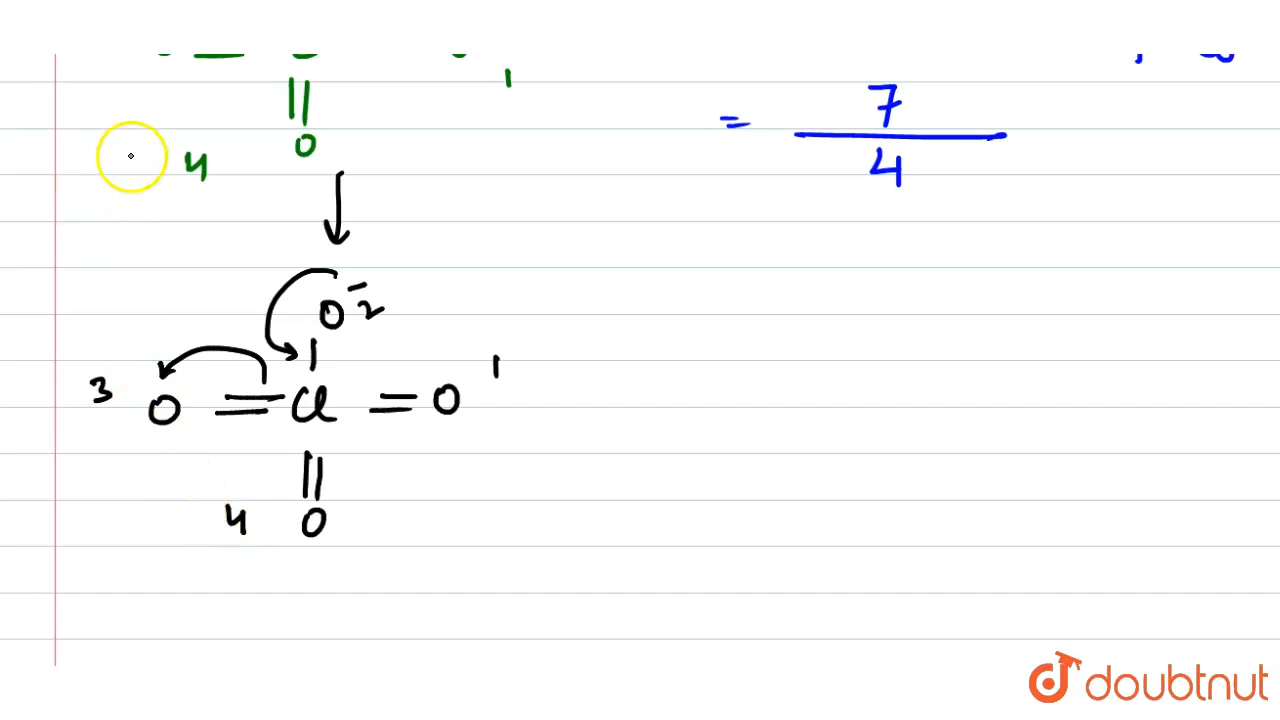 1
= 7
4
4 O
O⁻ 2
3 O = Cl = O 1
||
4 O
doubtnut